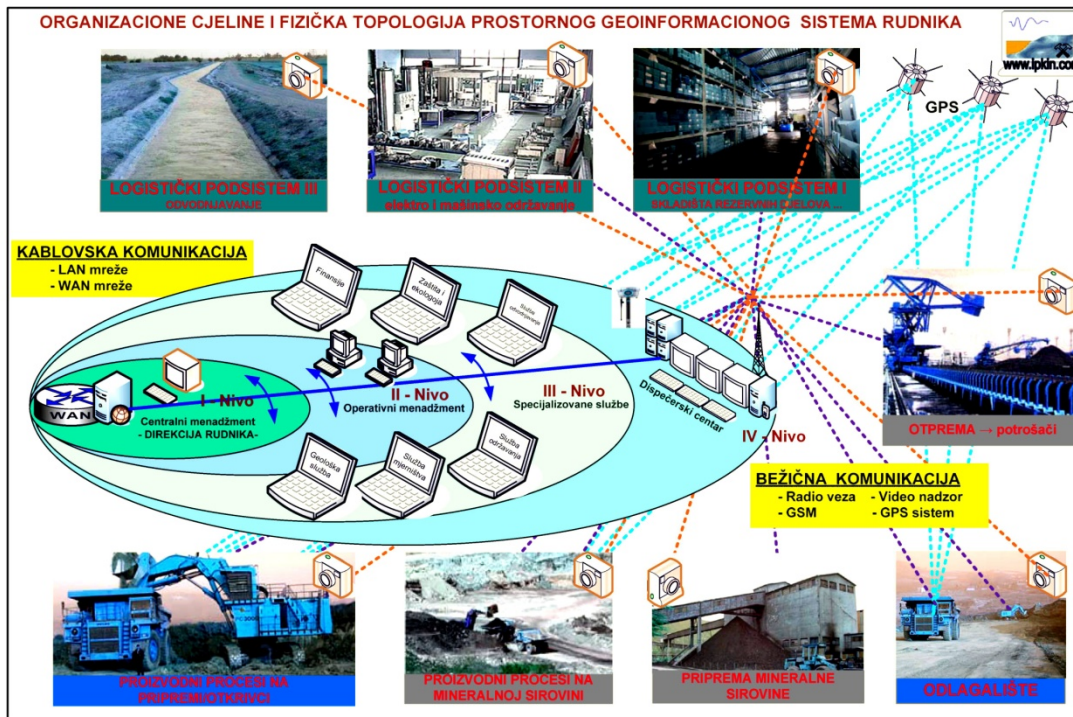 ORGANIZACIONE CJELINE I FIZIČKA TOPOLOGIJA PROSTORNOG GEOINFORMACIONOG SISTEMA RUDNIKA
www.ipkin.com
GPS
LOGISTIČKI PODSISTEM III
ODVODNJAVANJE
LOGISTIČKI PODSISTEM II
elektro i mašinsko održavanje
LOGISTIČKI PODSISTEM I
SKLADIŠTA REZERVNIH DJELOVA ...
KABLOVSKA KOMUNIKACIJA
- LAN mreže
- WAN mreže
Finansije
Zaštita i
ekologoja
Služba
odvodnjavanje
WAN
I - Nivo
Centralni menadžment
- DIREKCIJA RUDNIKA-
II - Nivo
Operativni menadžment
III - Nivo
Specijalizovane službe
Dispečerski centar
IV - Nivo
Geološka
služba
Služba
mjerništva
Služba
održavanja
OTPREMA → potrošači
BEŽIČNA KOMUNIKACIJA
- Radio veza - Video nadzor
- GSM - GPS sistem
PC3000
PROIZVODNI PROCESI NA
PRIPREMI/OTKRIVCI
PROIZVODNI PROCESI NA
MINERALNOJ SIROVINI
PRIPREMA MINERALNE
SIROVINE
ODLAGALIŠTE